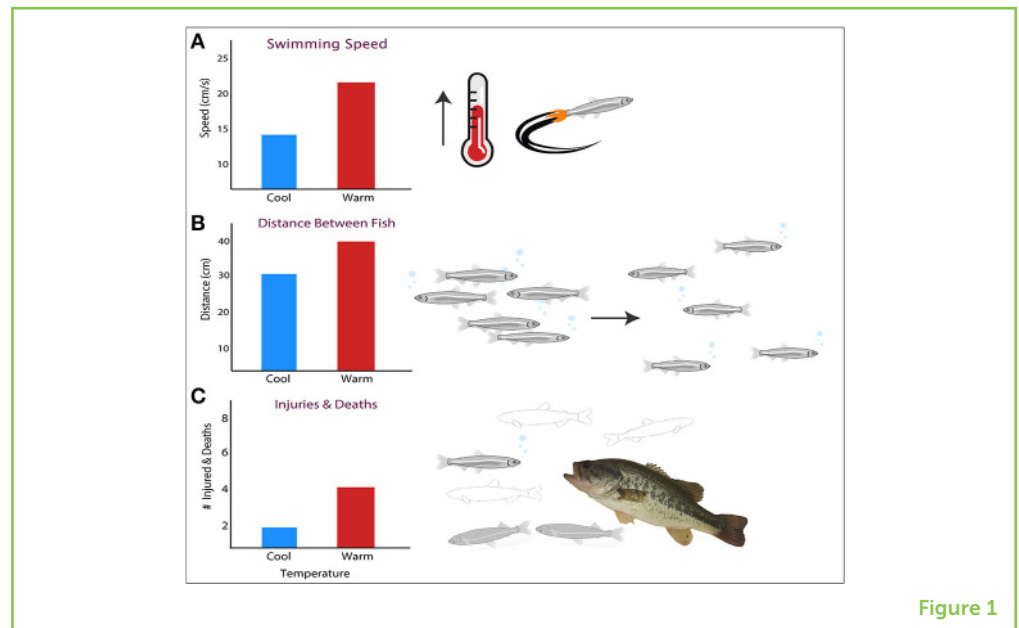 A
Swimming Speed
Speed (cm/s)
25
20
15
10
Cool Warm
B
Distance Between Fish
Distance (cm)
40
30
20
10
Cool Warm
C
Injuries & Deaths
# Injured & Deaths
8
6
4
2
Cool Warm
Temperature
Figure 1